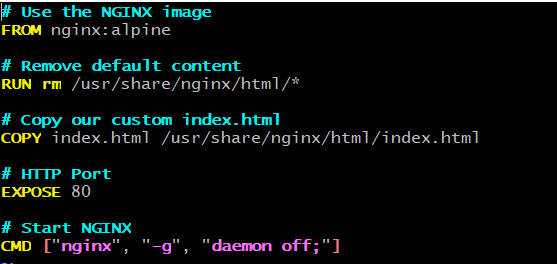 # Use the NGINX image
FROM nginx:alpine
# Remove default content
RUN rm /usr/share/nginx/html/*
# Copy our custom index.html
COPY index.html /usr/share/nginx/html/index.html
# HTTP Port
EXPOSE 80
# Start NGINX
CMD ["nginx", "-g", "daemon off;"]